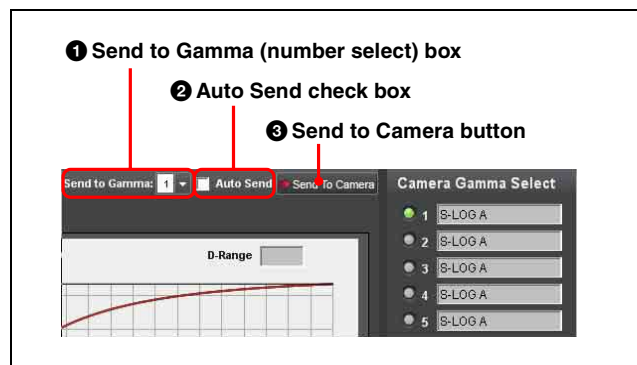 ❶ Send to Gamma (number select) box
❷ Auto Send check box
❸ Send to Camera button
Send to Gamma: 1 Auto Send Send To Camera
Camera Gamma Select
1 S-LOG A
2 S-LOG A
3 S-LOG A
4 S-LOG A
5 S-LOG A
D-Range